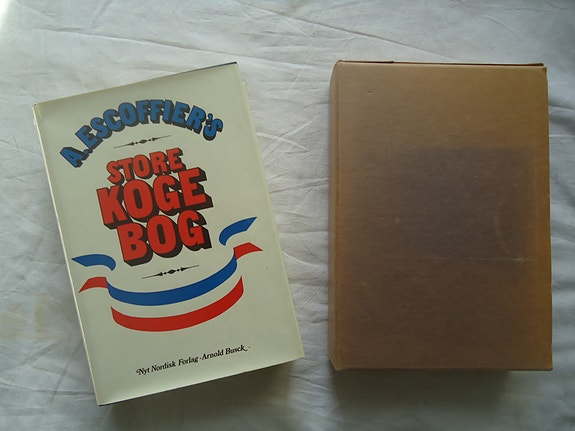 A. ESCOFFIER'S
STORE
KOGE
BOG
Nyt Nordisk Forlag · Arnold Busck